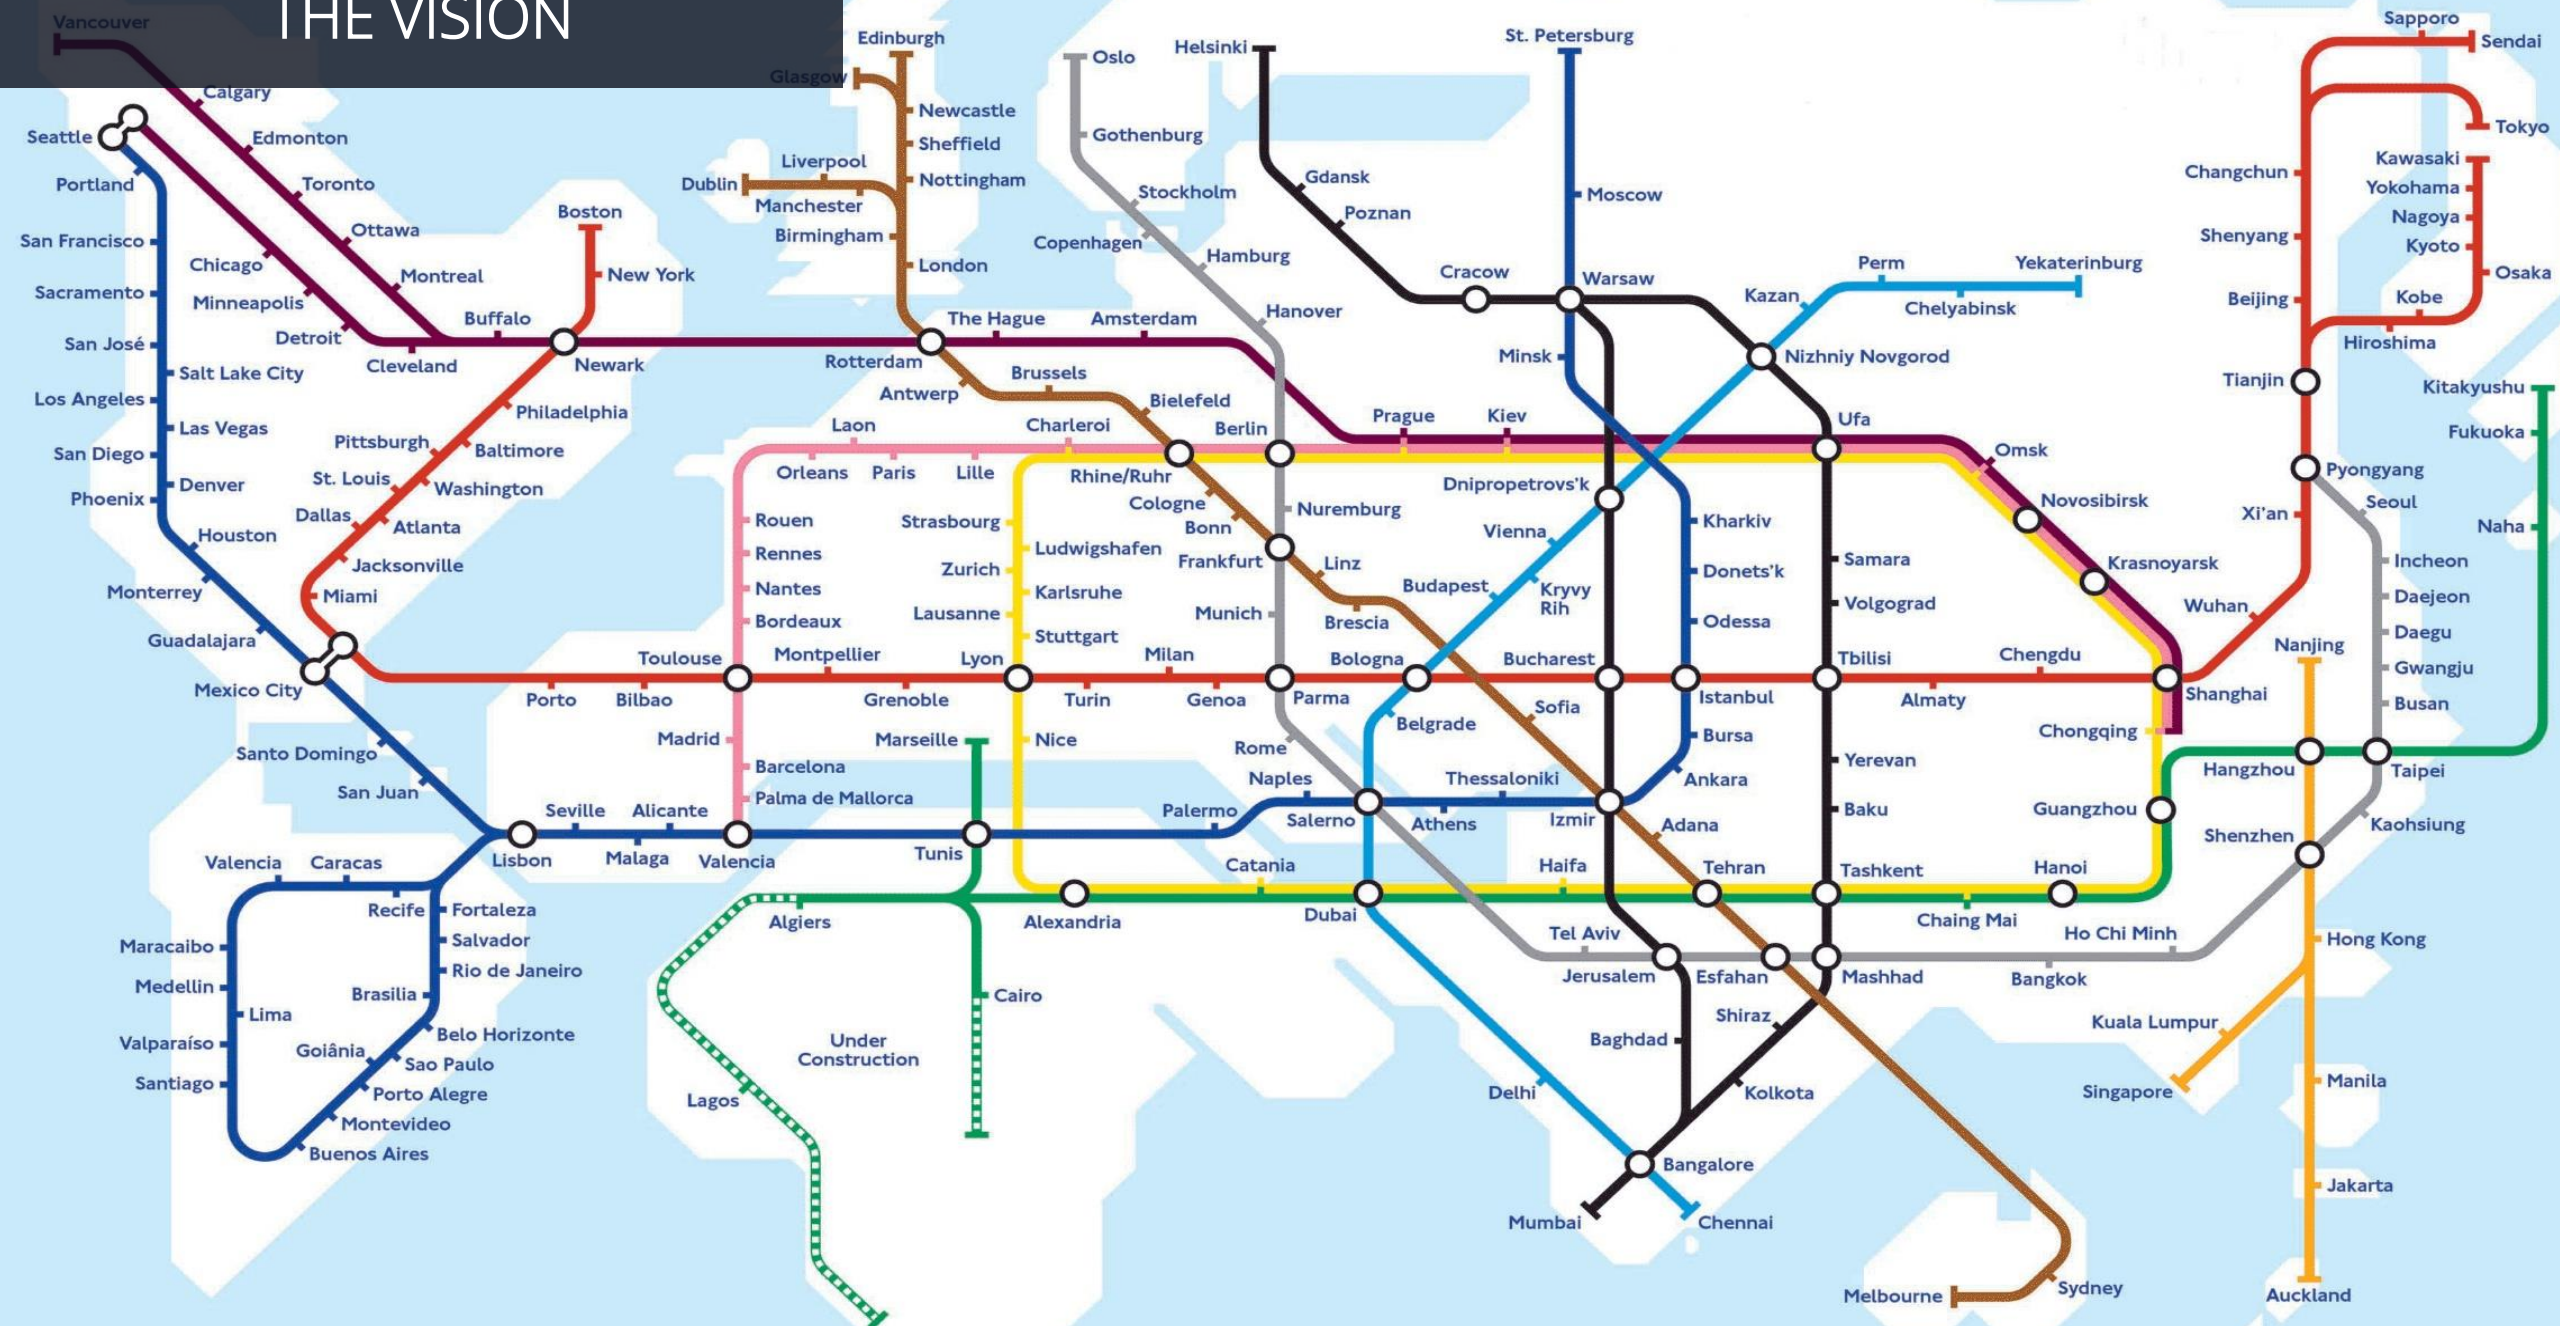 THE VISION
Vancouver
Calgary
Edmonton
Toronto
Ottawa
Montreal
Seattle
Portland
San Francisco
Sacramento
San José
Salt Lake City
Los Angeles
Las Vegas
San Diego
Denver
Phoenix
Houston
Monterrey
Guadalajara
Mexico City
Santo Domingo
San Juan
Chicago
Minneapolis
Detroit
Cleveland
Buffalo
Boston
New York
Newark
Philadelphia
Pittsburgh
Baltimore
St. Louis
Washington
Dallas
Atlanta
Jacksonville
Miami
Valencia
Caracas
Recife
Fortaleza
Salvador
Rio de Janeiro
Brasilia
Belo Horizonte
Goiânia
Sao Paulo
Porto Alegre
Montevideo
Buenos Aires
Maracaibo
Medellin
Lima
Valparaíso
Santiago
Edinburgh
Glasgow
Newcastle
Sheffield
Nottingham
Liverpool
Dublin
Manchester
Birmingham
London
Rotterdam
The Hague
Amsterdam
Antwerp
Brussels
Bielefeld
Laon
Charleroi
Orleans
Paris
Lille
Rhine/Ruhr
Cologne
Bonn
Frankfurt
Berlin
Rouen
Rennes
Nantes
Bordeaux
Toulouse
Madrid
Barcelona
Palma de Mallorca
Valencia
Strasbourg
Ludwigshafen
Zurich
Karlsruhe
Lausanne
Stuttgart
Lyon
Nice
Porto
Bilbao
Montpellier
Grenoble
Turin
Milan
Genoa
Parma
Lisbon
Seville
Malaga
Alicante
Marseille
Tunis
Palermo
Naples
Salerno
Athens
Thessaloniki
Izmir
Algiers
Lagos
Under
Construction
Cairo
Alexandria
Catania
Dubai
Haifa
Oslo
Gothenburg
Stockholm
Copenhagen
Hamburg
Hanover
Nuremburg
Munich
Rome
Linz
Brescia
Sofia
Adana
Tehran
Esfahan
Helsinki
Gdansk
Poznan
Cracow
Warsaw
St. Petersburg
Moscow
Minsk
Kazan
Perm
Chelyabinsk
Yekaterinburg
Nizhniy Novgorod
Prague
Kiev
Ufa
Omsk
Novosibirsk
Krasnoyarsk
Dnipropetrovs'k
Vienna
Kryvy
Rih
Budapest
Bologna
Belgrade
Kharkiv
Donets'k
Odessa
Bucharest
Istanbul
Bursa
Ankara
Samara
Volgograd
Tbilisi
Yerevan
Baku
Tashkent
Mashhad
Almaty
Chengdu
Shanghai
Chongqing
Guangzhou
Hanoi
Chaing Mai
Tel Aviv
Jerusalem
Bangkok
Ho Chi Minh
Baghdad
Shiraz
Kolkota
Delhi
Bangalore
Mumbai
Chennai
Melbourne
Sydney
Sapporo
Sendai
Tokyo
Kawasaki
Yokohama
Nagoya
Kyoto
Osaka
Kobe
Hiroshima
Changchun
Shenyang
Beijing
Tianjin
Pyongyang
Xi'an
Wuhan
Seoul
Incheon
Daejeon
Daegu
Gwangju
Busan
Kitakyushu
Fukuoka
Naha
Nanjing
Hangzhou
Taipei
Kaohsiung
Shenzhen
Hong Kong
Kuala Lumpur
Singapore
Manila
Jakarta
Auckland